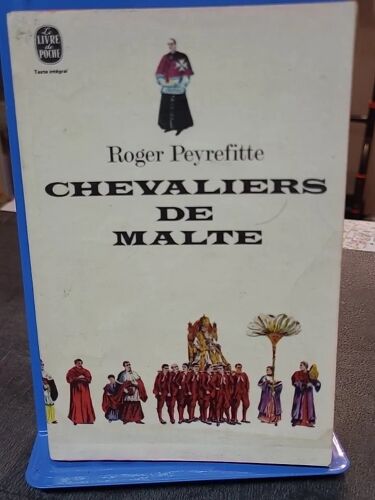 Le
LIVRE
de
POCHE
Texte intégral
Roger Peyrefitte
CHEVALIERS
DE
MALTE